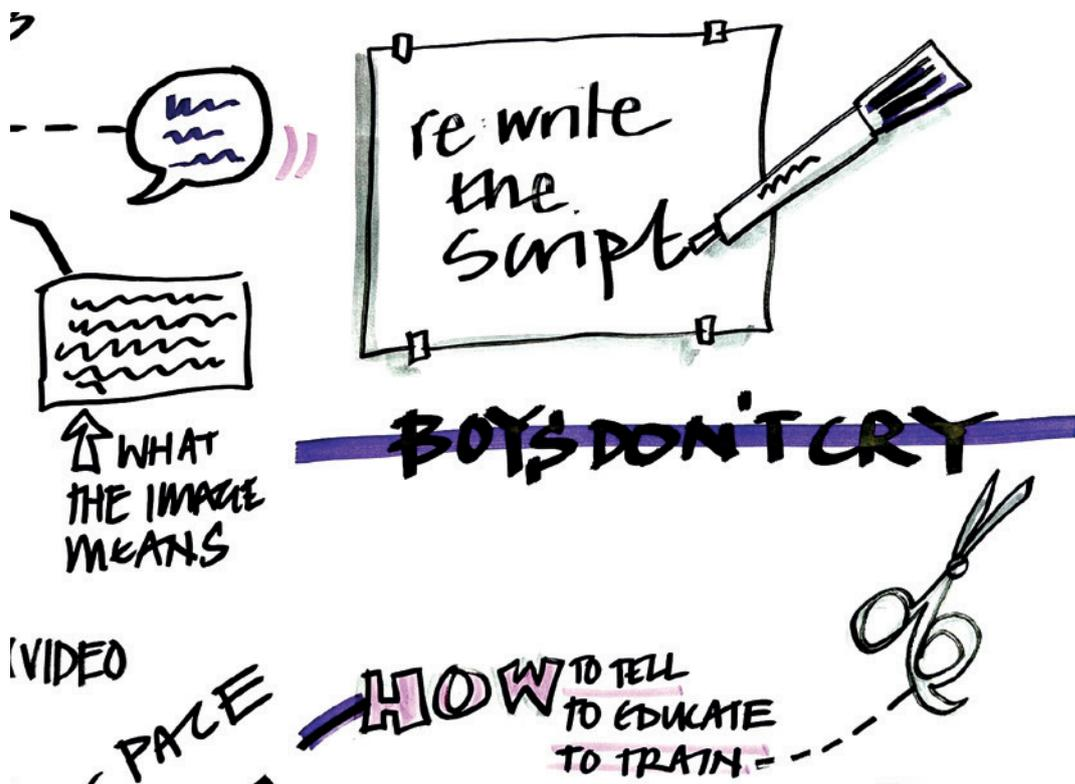 re write
the
script
BOYS DON'T CRY
WHAT
THE IMAGE
MEANS
VIDEO
PACE
HOW
TO TELL
TO EDUCATE
TO TRAIN